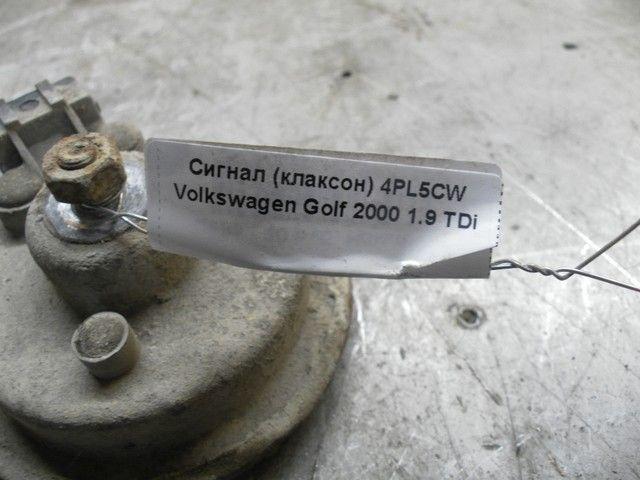 Сигнал (клаксон) 4PL5CW
Volkswagen Golf 2000 1.9 TDi